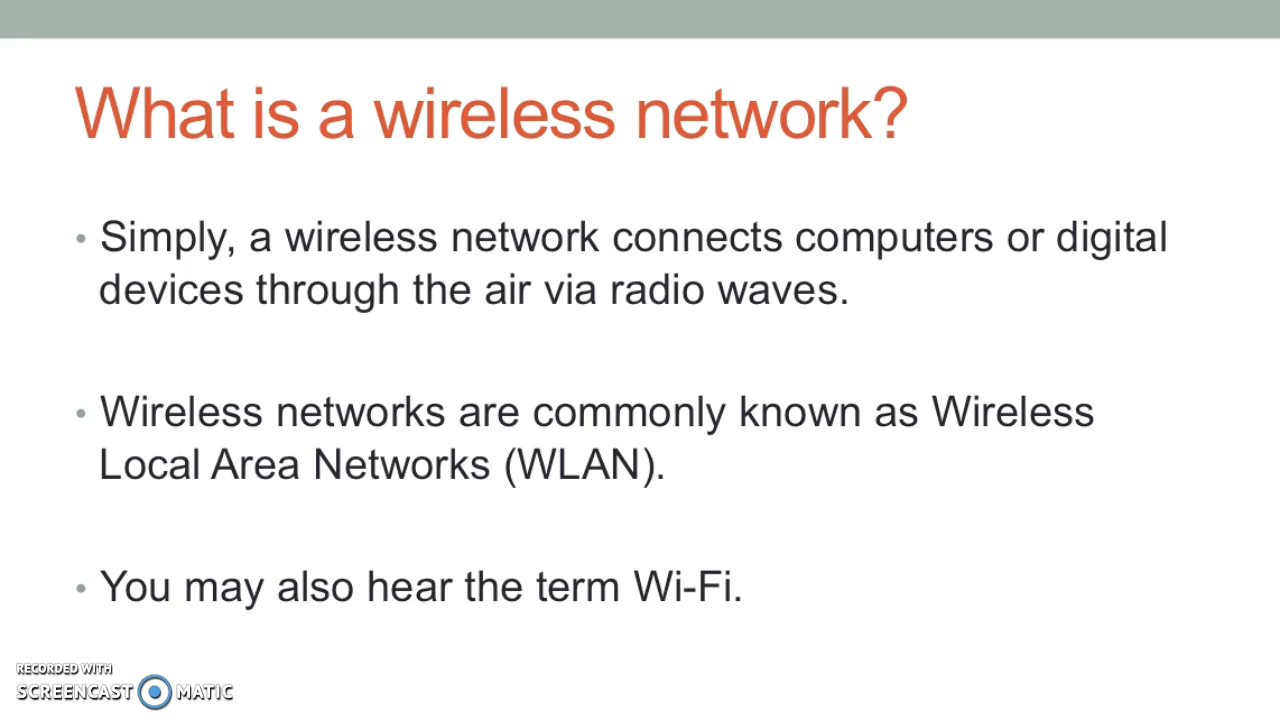 What is a wireless network?
• Simply, a wireless network connects computers or digital
devices through the air via radio waves.
• Wireless networks are commonly known as Wireless
Local Area Networks (WLAN).
• You may also hear the term Wi-Fi.
RECORDED WITH
SCREENCAST MATIC